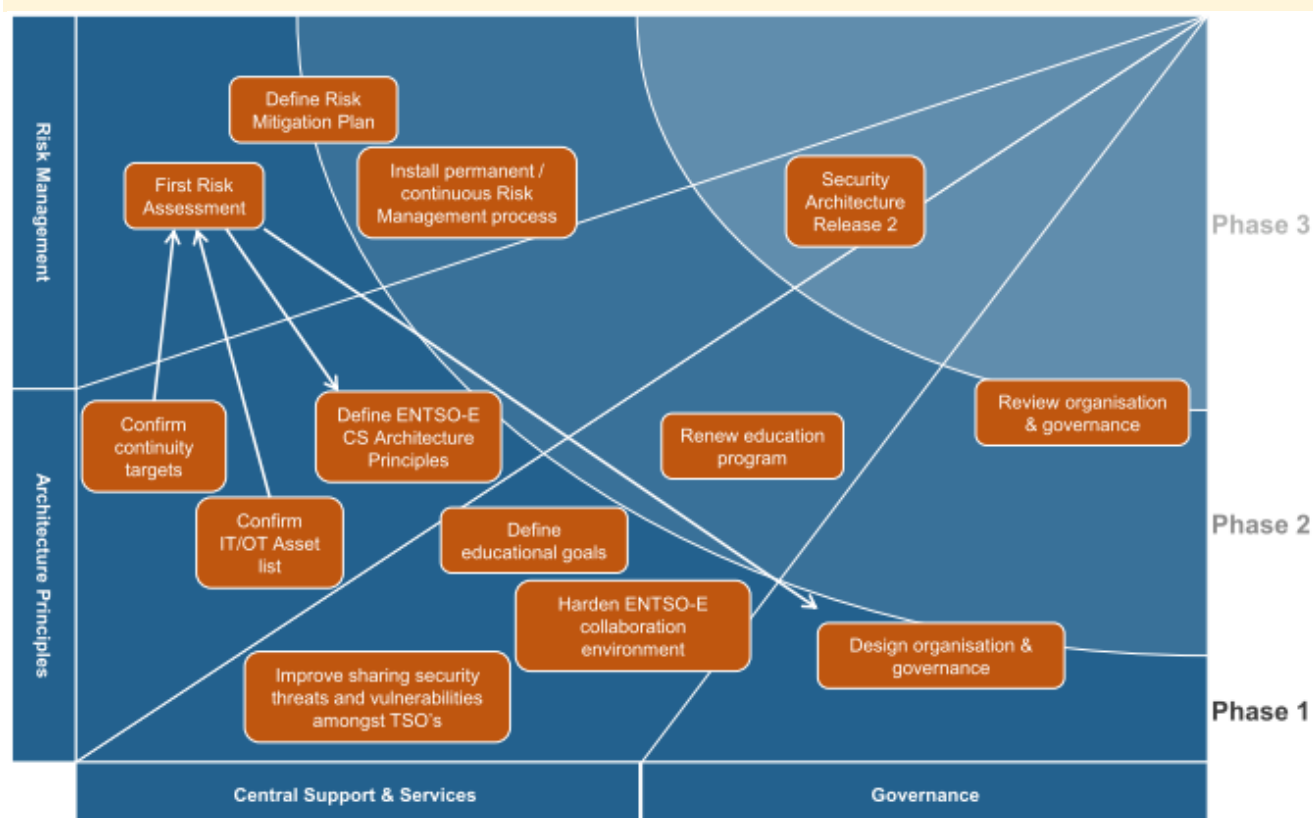 Risk Management
Architecture Principles
Define Risk
Mitigation Plan
Install permanent /
continuous Risk
Management process
First Risk
Assessment
Security
Architecture
Release 2
Phase 3
Confirm
continuity
targets
Define ENTSO-E
CS Architecture
Principles
Renew education
program
Review organisation
& governance
Confirm
IT/OT Asset
list
Define
educational goals
Phase 2
Harden ENTSO-E
collaboration
environment
Design organisation &
governance
Improve sharing security
threats and vulnerabilities
amongst TSO's
Phase 1
Central Support & Services
Governance